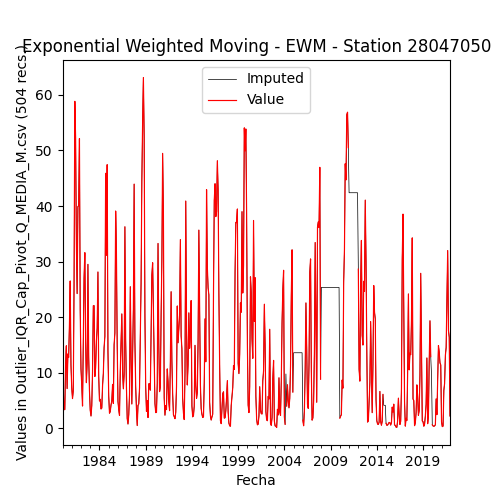 Exponential Weighted Moving - EWM - Station 28047050
Imputed
Value
Values in Outlier_IQR_Cap_Pivot_Q_MEDIA_M.csv (504 recs.)
60
50
40
30
20
10
0
1984 1989 1994 1999 2004 2009 2014 2019
Fecha